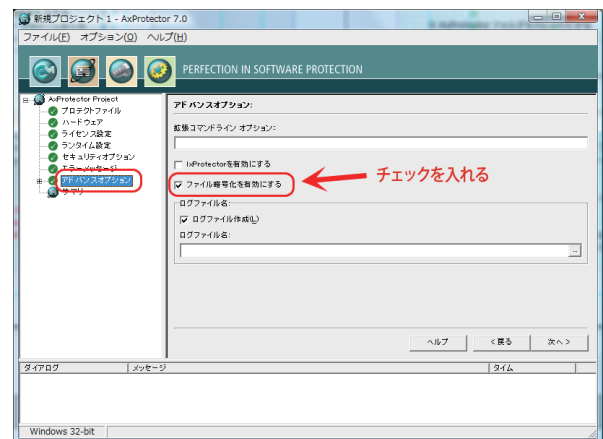 新規プロジェクト 1 - AxProtector 7.0
ファイル(F) オプション(O) ヘルプ(H)
PERFECTION IN SOFTWARE PROTECTION
AxProtector Project
プロテクトファイル
ハードウェア
ライセンス設定
ランタイム設定
セキュリティオプション
エラーメッセージ
アドバンスオプション
サマリ
アドバンスオプション:
拡張コマンドライン オプション:
IxProtectorを有効にする
ファイル暗号化を有効にする
チェックを入れる
ログファイル名:
ログファイル作成(L)
ログファイル名:
...
ヘルプ
< 戻る
次へ >
ダイアログ メッセージ タイム
Windows 32-bit